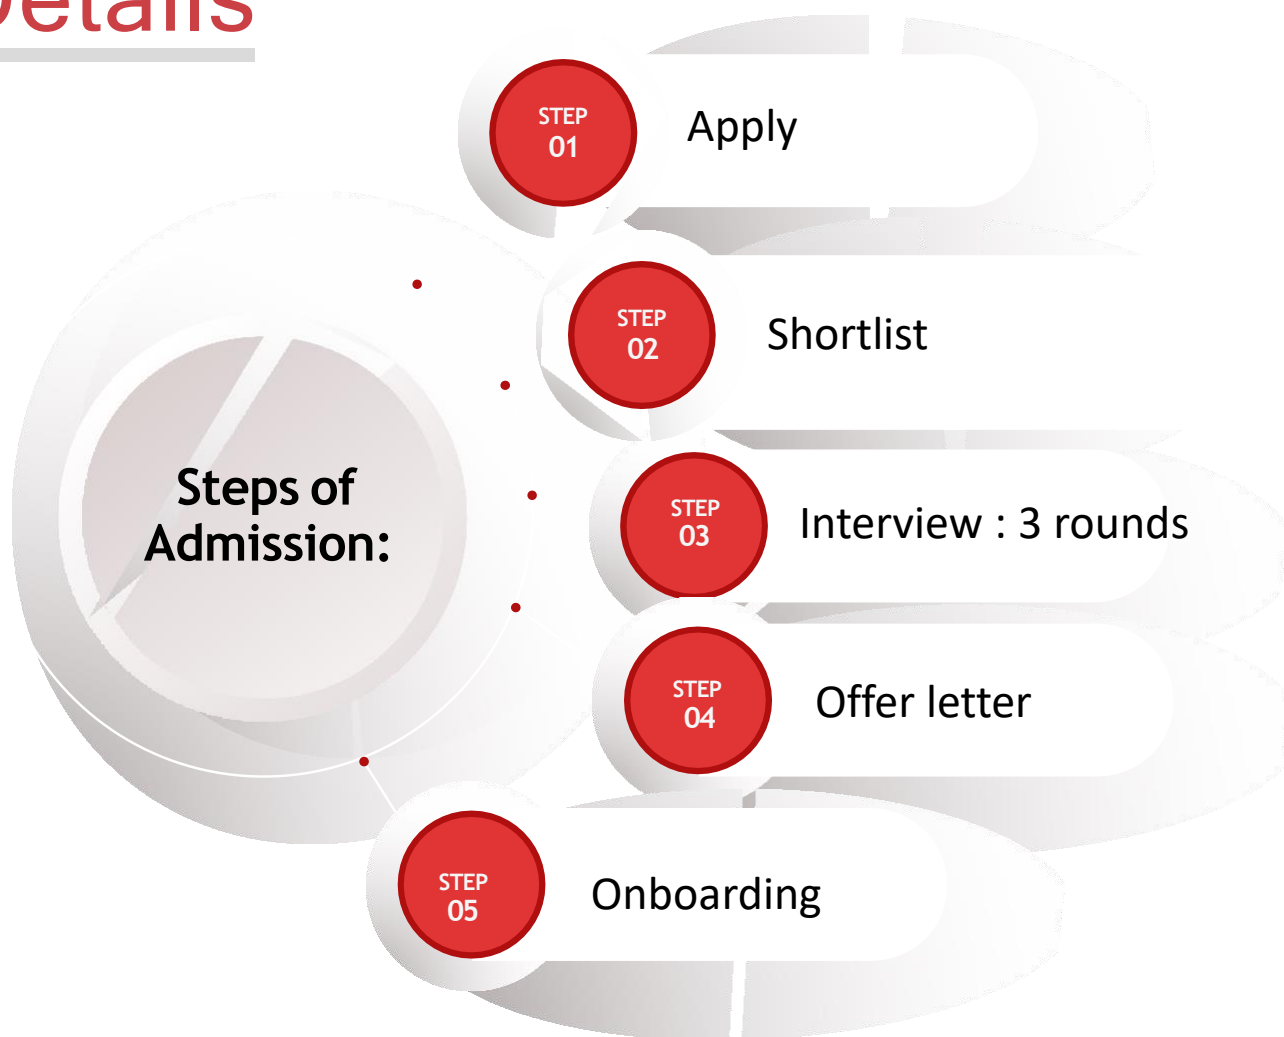 Details
STEP
01
Apply
STEP
02
Shortlist
Steps of
Admission:
STEP
03
Interview : 3 rounds
STEP
04
Offer letter
STEP
05
Onboarding